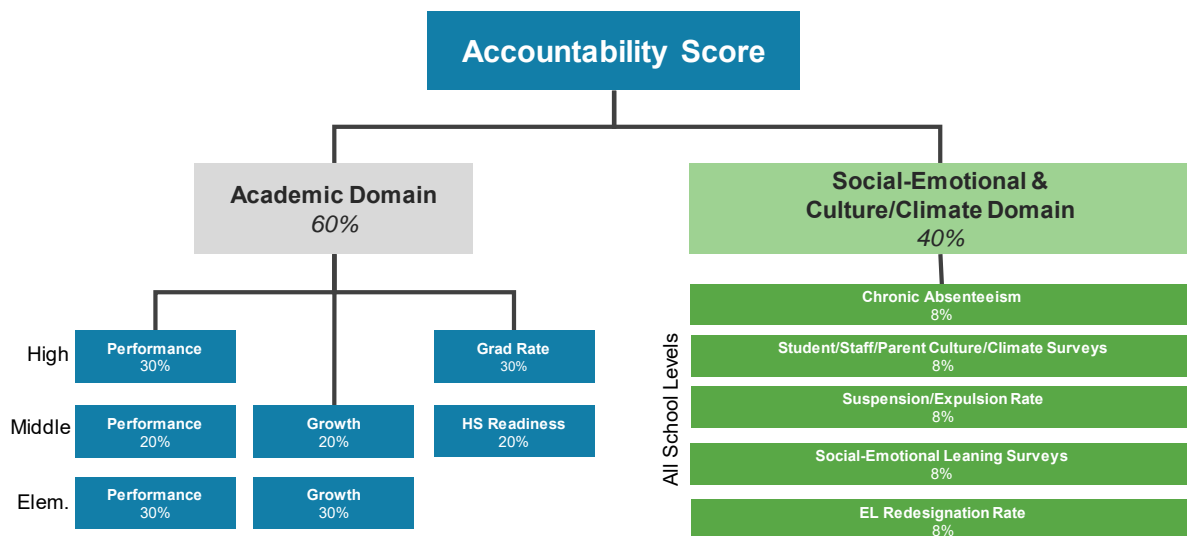 Accountability Score
Academic Domain
60%
Social-Emotional &
Culture/Climate Domain
40%
High
Performance
30%
Grad Rate
30%
Middle
Performance
20%
Growth
20%
HS Readiness
20%
Elem.
Performance
30%
Growth
30%
All School Levels
Chronic Absenteeism
8%
Student/Staff/Parent Culture/Climate Surveys
8%
Suspension/Expulsion Rate
8%
Social-Emotional Leaning Surveys
8%
EL Redesignation Rate
8%